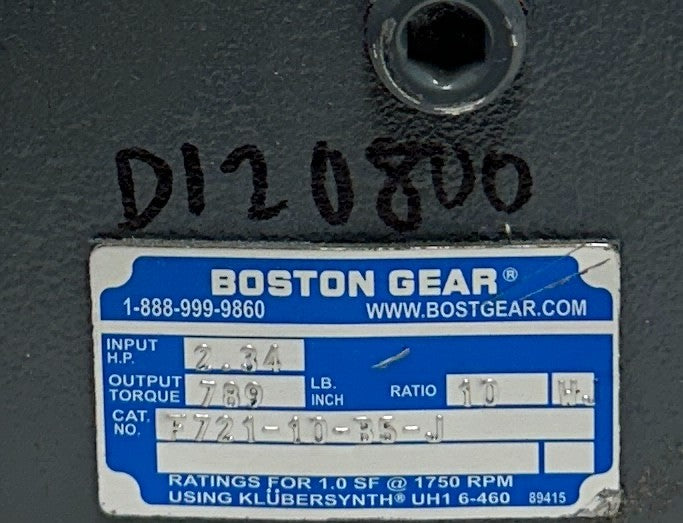 DI20800
BOSTON GEAR®
1-888-999-9860 WWW.BOSTGEAR.COM
INPUT H.P. 2.34
OUTPUT TORQUE 789 LB. INCH RATIO 10
CAT. NO. F721-10-B5-J
RATINGS FOR 1.0 SF @ 1750 RPM
USING KLÜBERSYNTH® UH1 6-460 89415